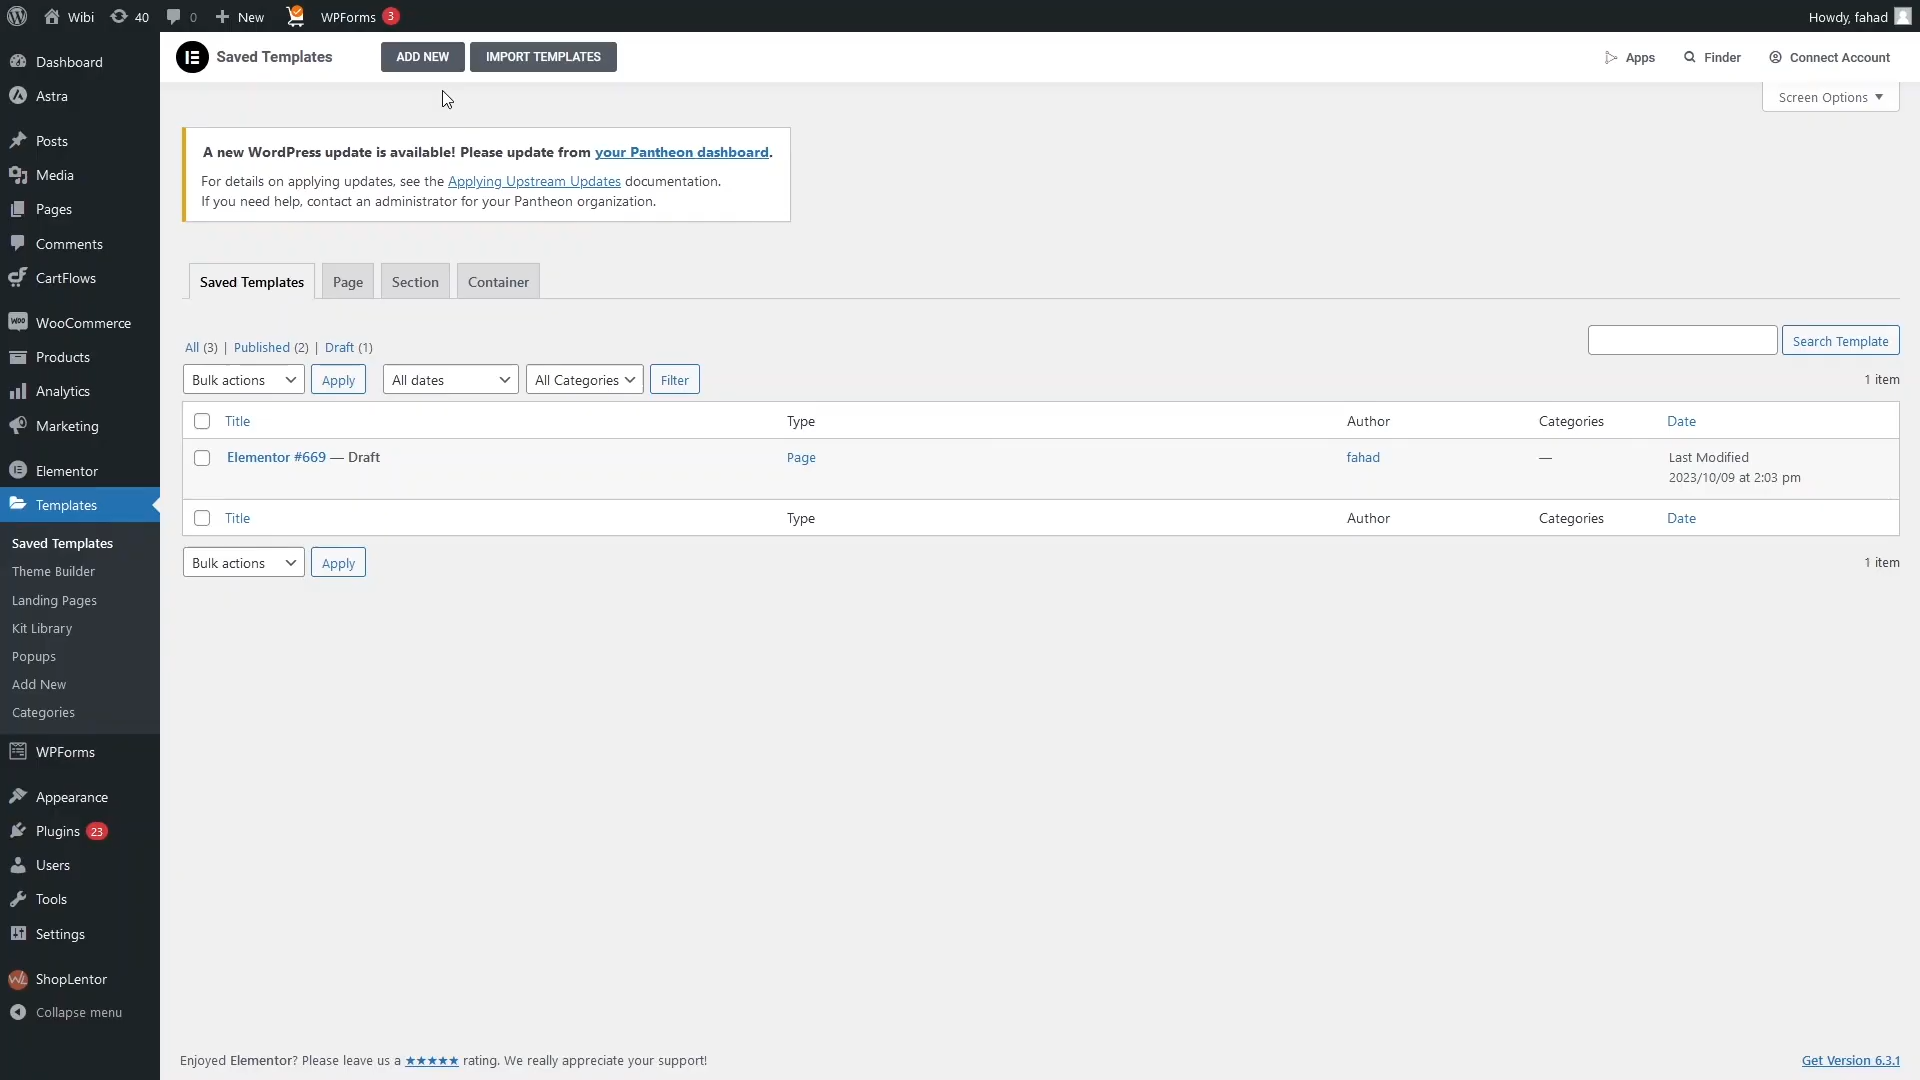 Wibi 40 0 New WPForms 3 Howdy, fahad
Saved Templates ADD NEW IMPORT TEMPLATES Apps Finder Connect Account
Screen Options
Dashboard
Astra
Posts
Media
Pages
Comments
CartFlows
WooCommerce
Products
Analytics
Marketing
Elementor
Templates
Saved Templates
Theme Builder
Landing Pages
Kit Library
Popups
Add New
Categories
WPForms
Appearance
Plugins 23
Users
Tools
Settings
ShopLentor
Collapse menu
A new WordPress update is available! Please update from your Pantheon dashboard.
For details on applying updates, see the Applying Upstream Updates documentation.
If you need help, contact an administrator for your Pantheon organization.
Saved Templates Page Section Container
All (3) | Published (2) | Draft (1)
Search Template
Bulk actions Apply All dates All Categories Filter 1 item
Title Type Author Categories Date
Elementor #669 — Draft Page fahad — Last Modified
2023/10/09 at 2:03 pm
Title Type Author Categories Date
Bulk actions Apply 1 item
Enjoyed Elementor? Please leave us a ★★★★★ rating. We really appreciate your support! Get Version 6.3.1